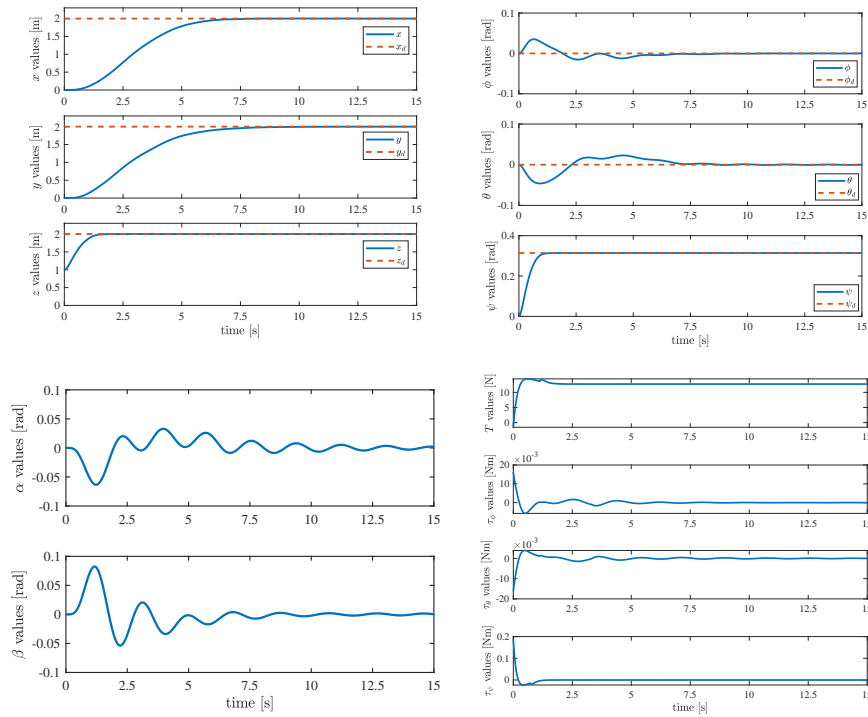 x values [m]
2
1.5
1
0.5
0
x
x_d
0 2.5 5 7.5 10 12.5 15
y values [m]
2
1.5
1
0.5
0
y
y_d
0 2.5 5 7.5 10 12.5 15
z values [m]
2
1
0
z
z_d
0 2.5 5 7.5 10 12.5 15
time [s]
ϕ values [rad]
0.1
0
-0.1
ϕ
ϕ_d
0 2.5 5 7.5 10 12.5 15
θ values [rad]
0.1
0
-0.1
θ
θ_d
0 2.5 5 7.5 10 12.5 15
ψ values [rad]
0.4
0.2
0
ψ
ψ_d
0 2.5 5 7.5 10 12.5 15
time [s]
α values [rad]
0.1
0.05
0
-0.05
-0.1
0 2.5 5 7.5 10 12.5 15
β values [rad]
0.1
0.05
0
-0.05
-0.1
0 2.5 5 7.5 10 12.5 15
time [s]
T values [N]
10
5
0
0 2.5 5 7.5 10 12.5 15
×10⁻³
τ_ϕ values [Nm]
20
10
0
0 2.5 5 7.5 10 12.5 15
×10⁻³
τ_θ values [Nm]
0
-10
-20
0 2.5 5 7.5 10 12.5 15
τ_ψ values [Nm]
0.2
0.1
0
0 2.5 5 7.5 10 12.5 15
time [s]